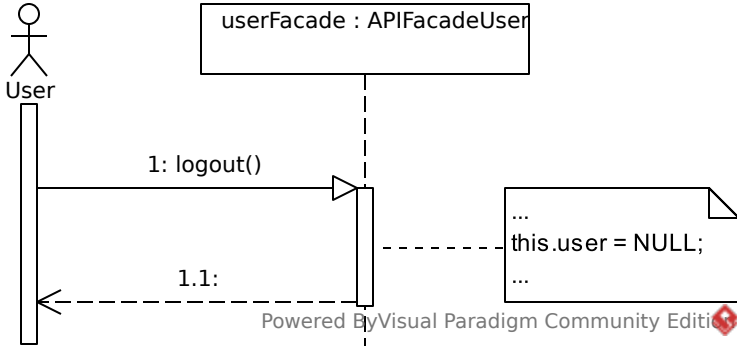 userFacade : APIFacadeUser
User
1: logout()
...
this.user = NULL;
...
1.1:
Powered ByVisual Paradigm Community Edition